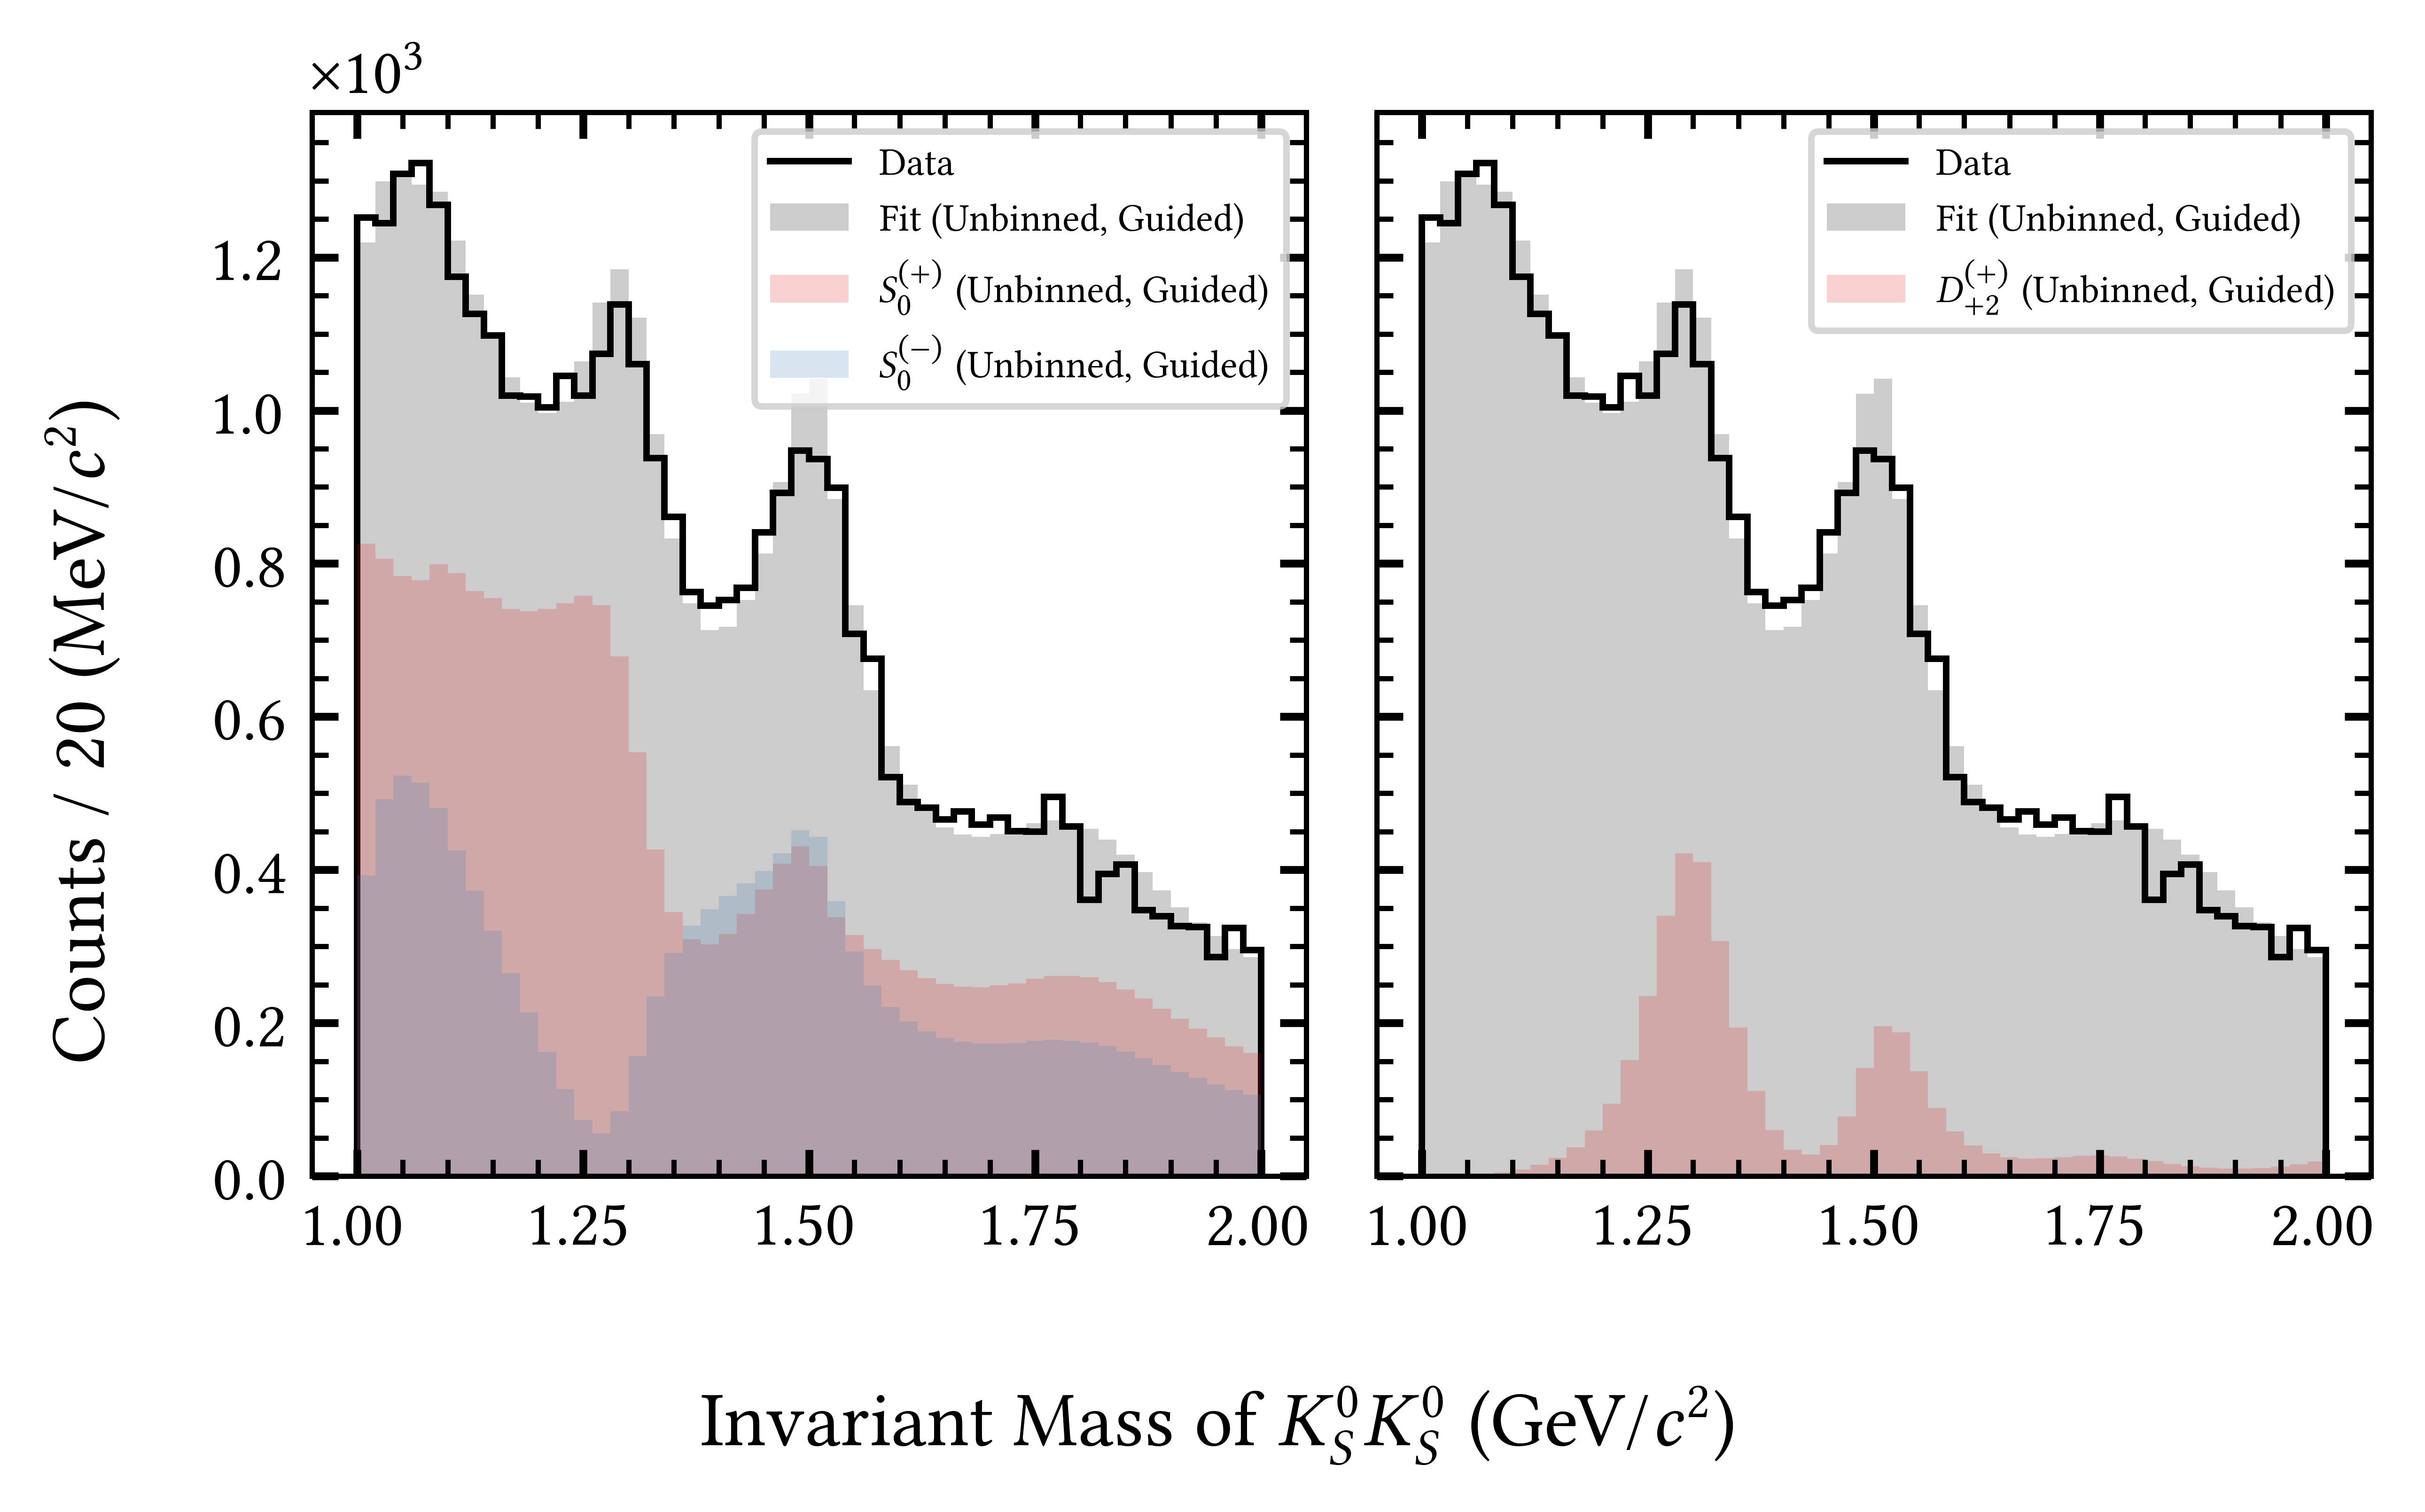 ×10³
Counts / 20 (MeV/c²)
1.2
1.0
0.8
0.6
0.4
0.2
0.0
Data
Fit (Unbinned, Guided)
S₀⁽⁺⁾ (Unbinned, Guided)
S₀⁽⁻⁾ (Unbinned, Guided)
1.00 1.25 1.50 1.75 2.00
Data
Fit (Unbinned, Guided)
D₊₂⁽⁺⁾ (Unbinned, Guided)
1.00 1.25 1.50 1.75 2.00
Invariant Mass of K_S⁰K_S⁰ (GeV/c²)